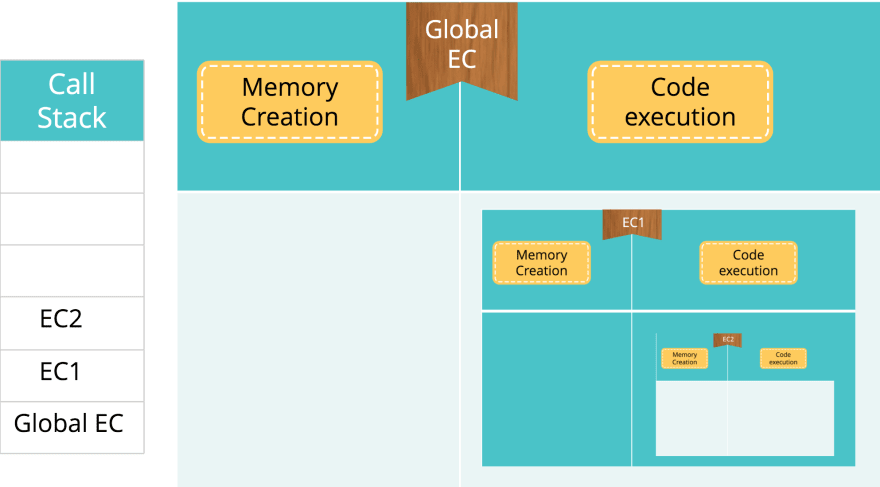 Call
Stack
EC2
EC1
Global EC
Global
EC
Memory
Creation
Code
execution
EC1
Memory
Creation
Code
execution
EC2
Memory
Creation
Code
execution